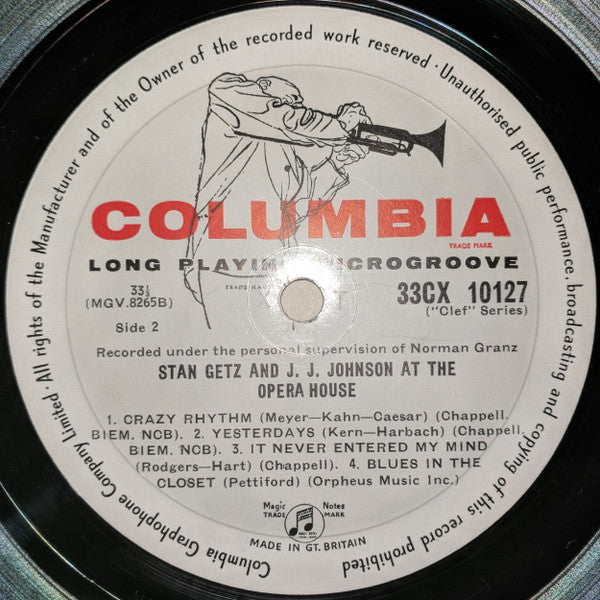 All rights of the Manufacturer and of the Owner of the recorded work reserved · Unauthorised public performance, broadcasting and copying of this record prohibited
COLUMBIA
TRADE MARK
LONG PLAYING MICROGROOVE
TRADE
33⅓
(MGV.8265B)
33CX 10127
("Clef" Series)
Side 2
Recorded under the personal supervision of Norman Granz
STAN GETZ AND J. J. JOHNSON AT THE
OPERA HOUSE
1. CRAZY RHYTHM (Meyer—Kahn—Caesar) (Chappell.
BIEM. NCB). 2. YESTERDAYS (Kern—Harbach) (Chappell.
BIEM. NCB). 3. IT NEVER ENTERED MY MIND
(Rodgers—Hart) (Chappell). 4. BLUES IN THE
CLOSET (Pettiford) (Orpheus Music Inc.)
Magic Notes
TRADE MARK
MADE IN GT. BRITAIN
Columbia Graphophone Company Limited ·